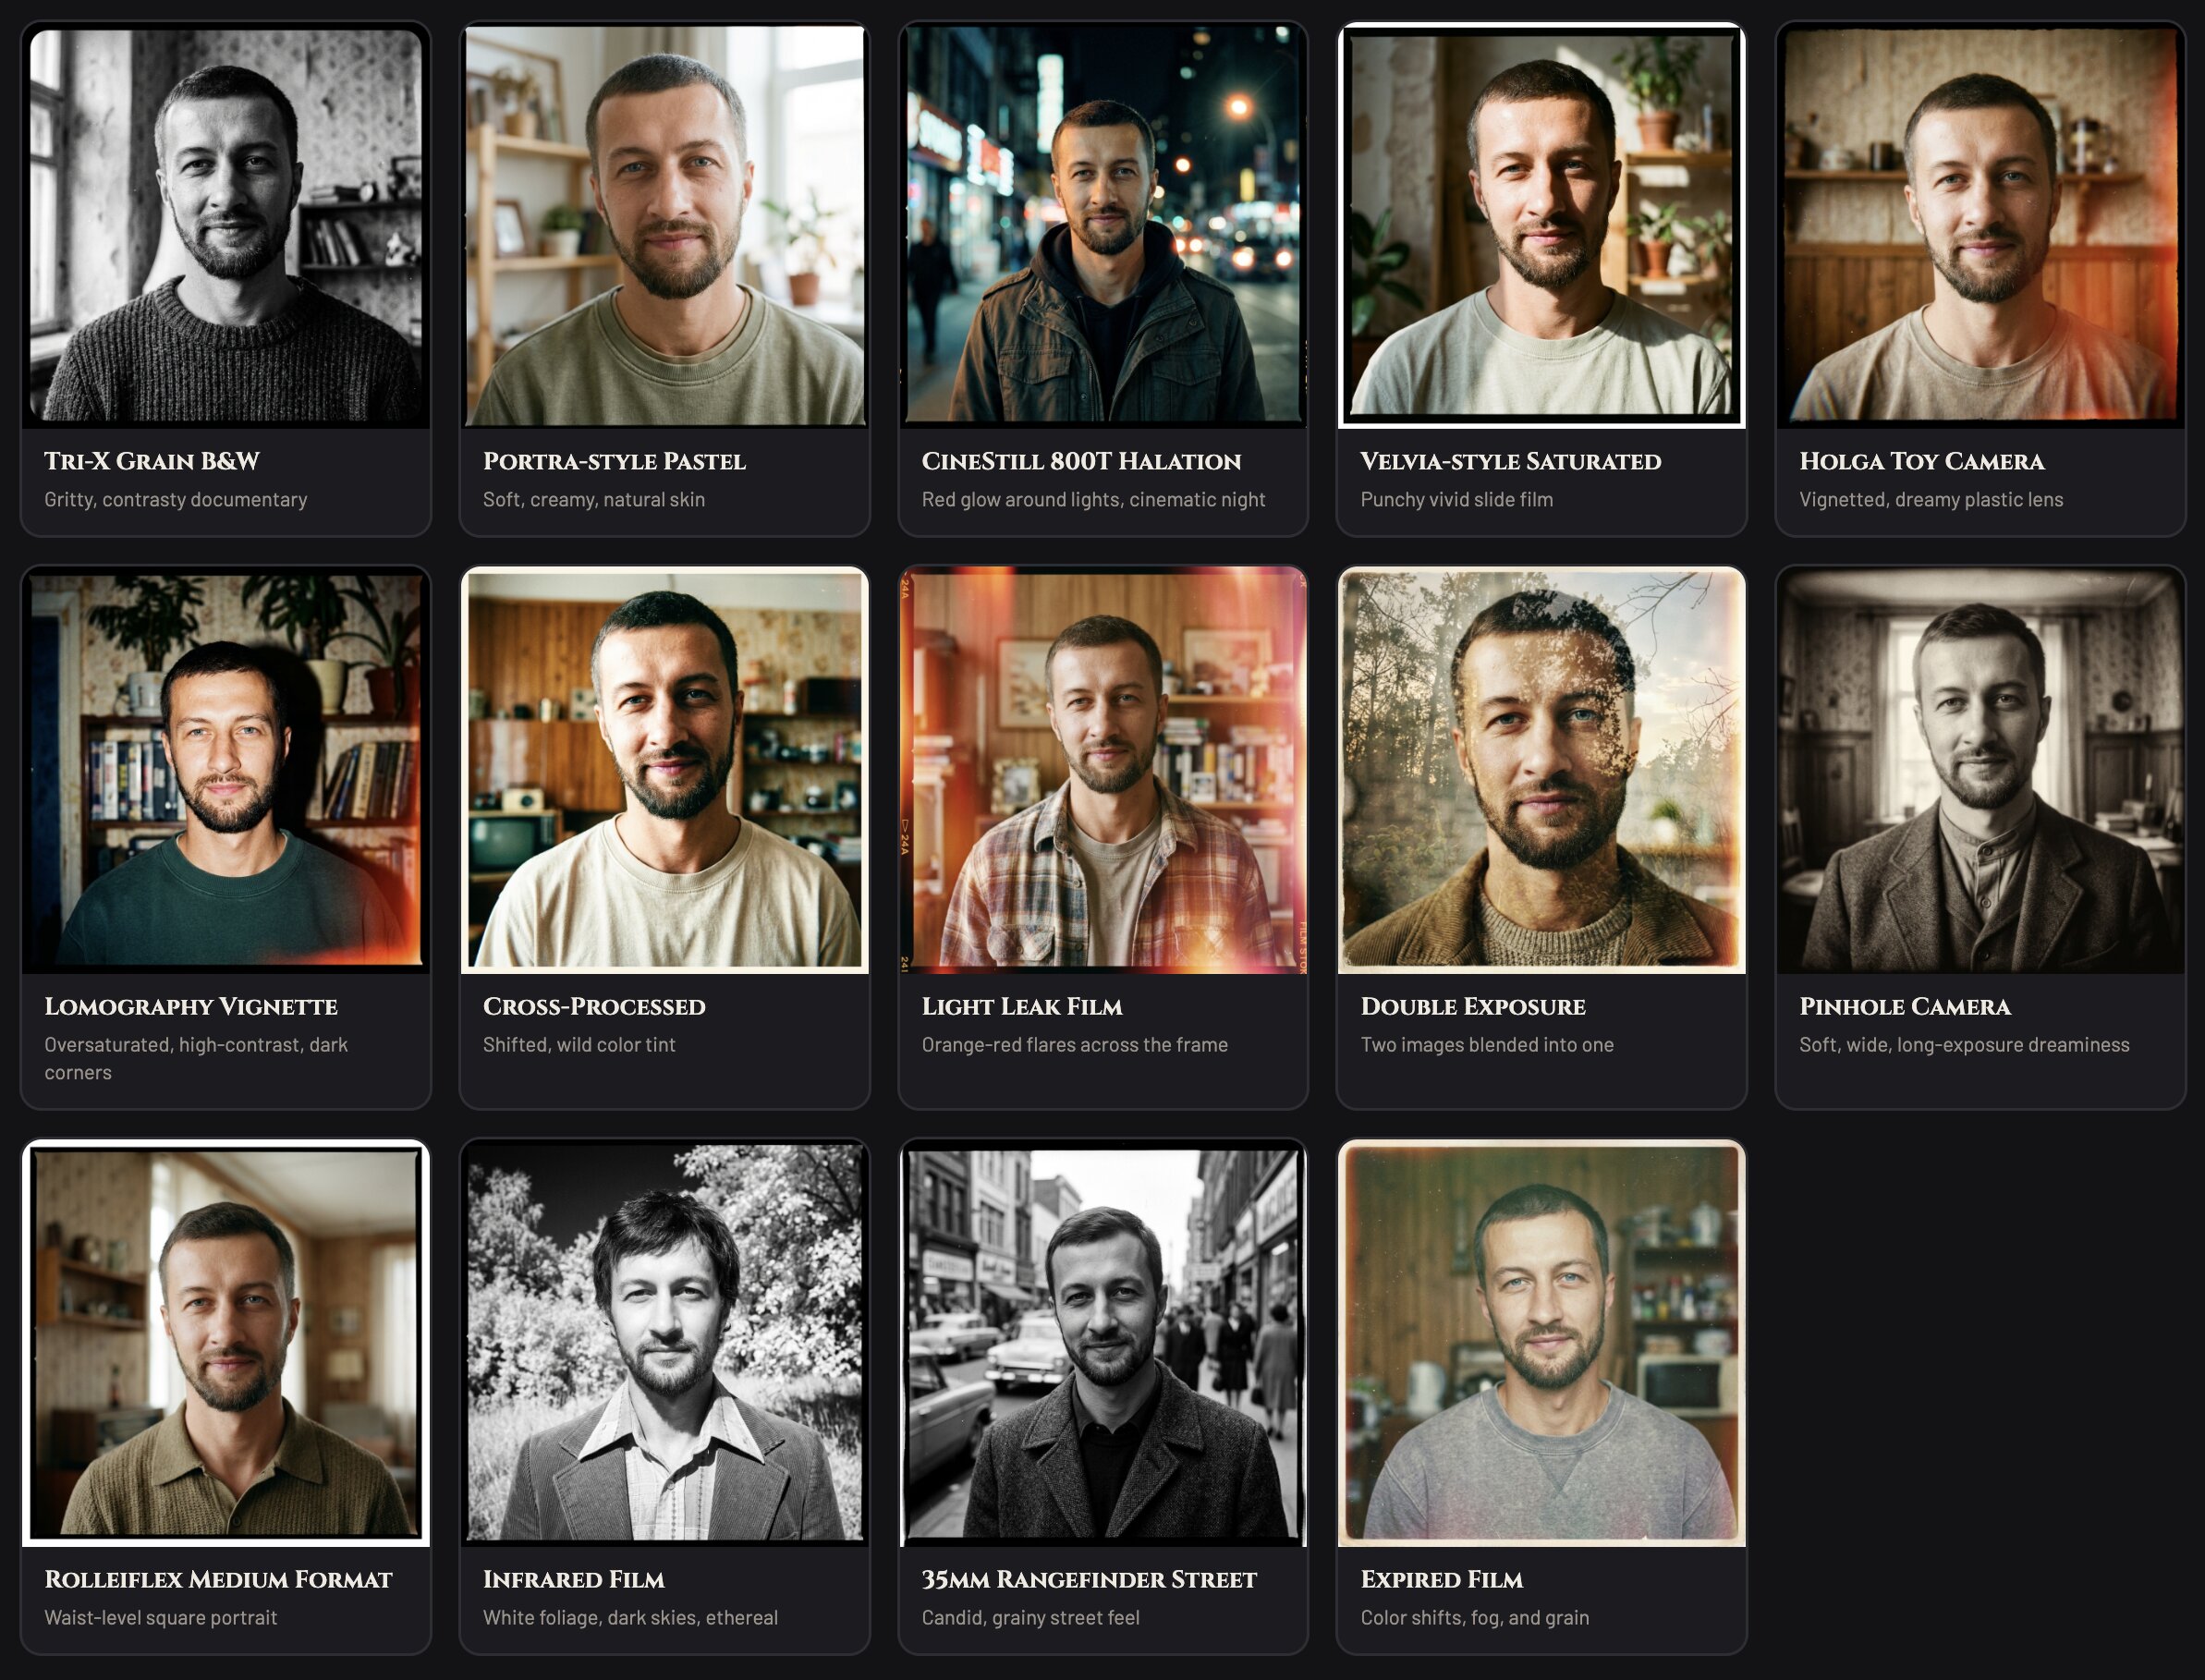 Tri-X Grain B&W
Gritty, contrasty documentary
Portra-style Pastel
Soft, creamy, natural skin
CineStill 800T Halation
Red glow around lights, cinematic night
Velvia-style Saturated
Punchy vivid slide film
Holga Toy Camera
Vignetted, dreamy plastic lens
24A
24A
241
Lomography Vignette
Oversaturated, high-contrast, dark
corners
Cross-Processed
Shifted, wild color tint
Light Leak Film
Orange-red flares across the frame
Double Exposure
Two images blended into one
Pinhole Camera
Soft, wide, long-exposure dreaminess
Rolleiflex Medium Format
Waist-level square portrait
Infrared Film
White foliage, dark skies, ethereal
35mm Rangefinder Street
Candid, grainy street feel
Expired Film
Color shifts, fog, and grain